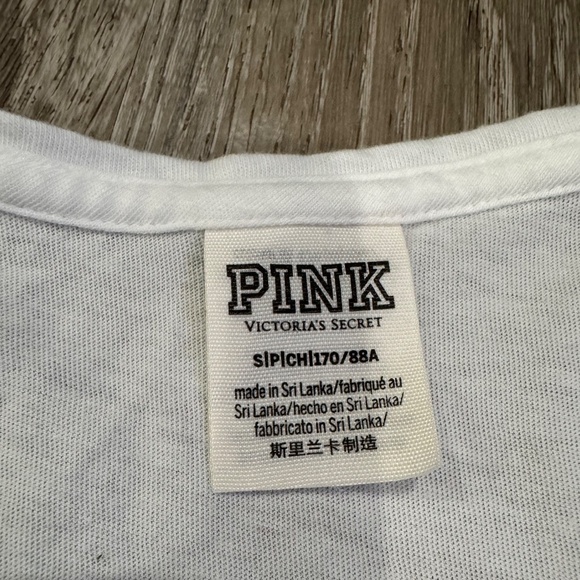 PINK
VICTORIA'S SECRET
S|P|CH|170/88A
made in Sri Lanka/fabriqué au
Sri Lanka/hecho en Sri Lanka/
fabbricato in Sri Lanka/
斯里兰卡制造